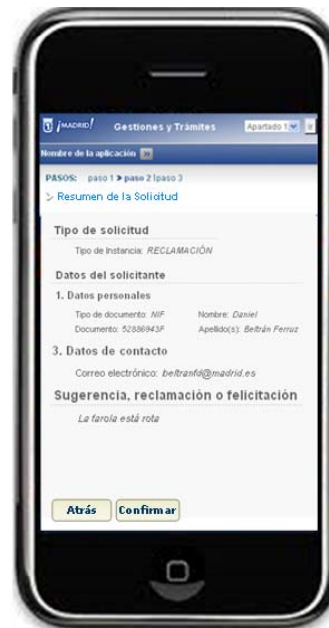 ¡MADRID! Gestiones y Trámites Apartado 1
Nombre de la aplicación
PASOS: paso 1 paso 2 |paso 3
Resumen de la Solicitud
Tipo de solicitud
Tipo de Instancia: RECLAMACIÓN
Datos del solicitante
1. Datos personales
Tipo de documento: NIF Nombre: Daniel
Documento: 52886943F Apellido(s): Beltrán Ferruz
3. Datos de contacto
Correo electrónico: beltranfd@madrid.es
Sugerencia, reclamación o felicitación
La farola está rota
Atrás Confirmar